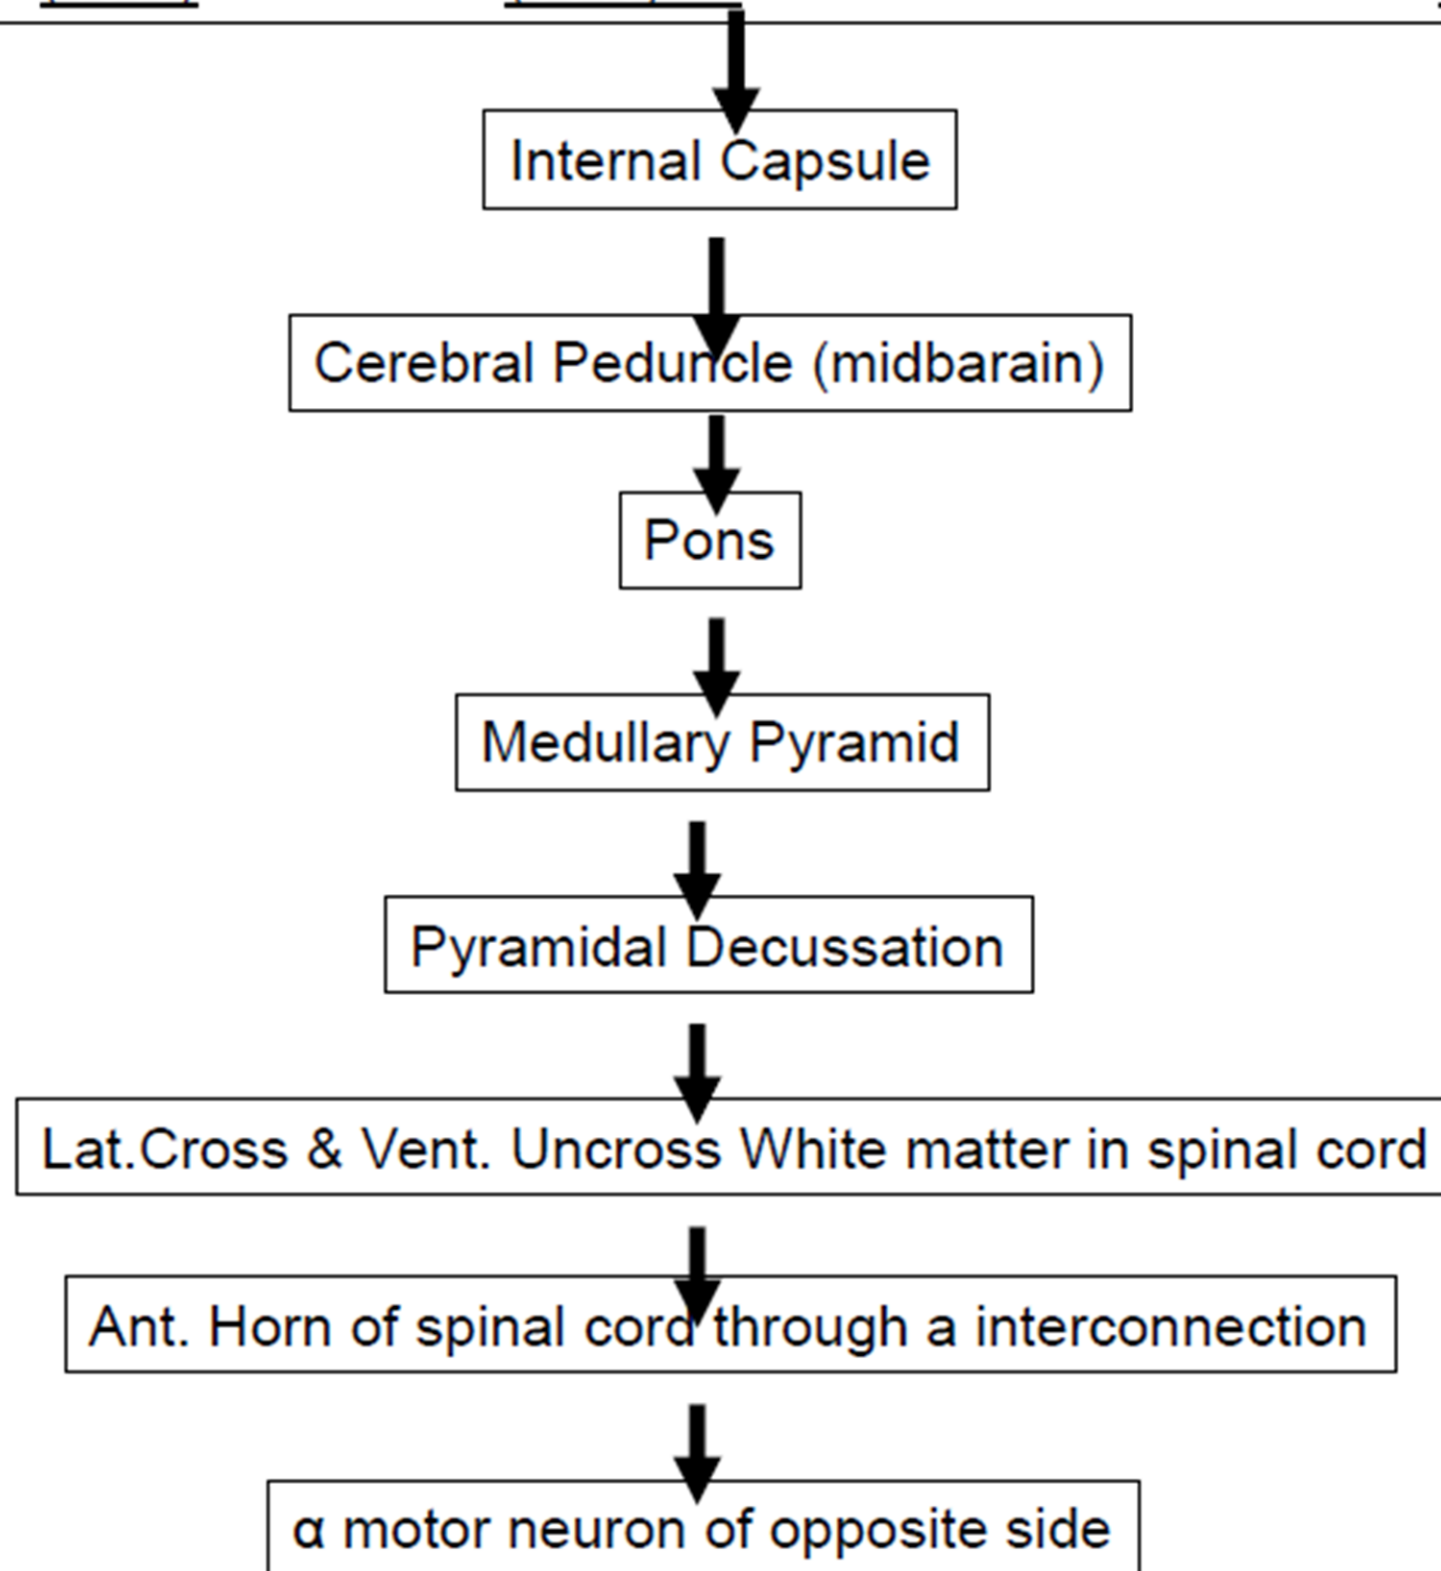 Internal Capsule
Cerebral Peduncle (midbarain)
Pons
Medullary Pyramid
Pyramidal Decussation
Lat.Cross & Vent. Uncross White matter in spinal cord
Ant. Horn of spinal cord through a interconnection
α motor neuron of opposite side